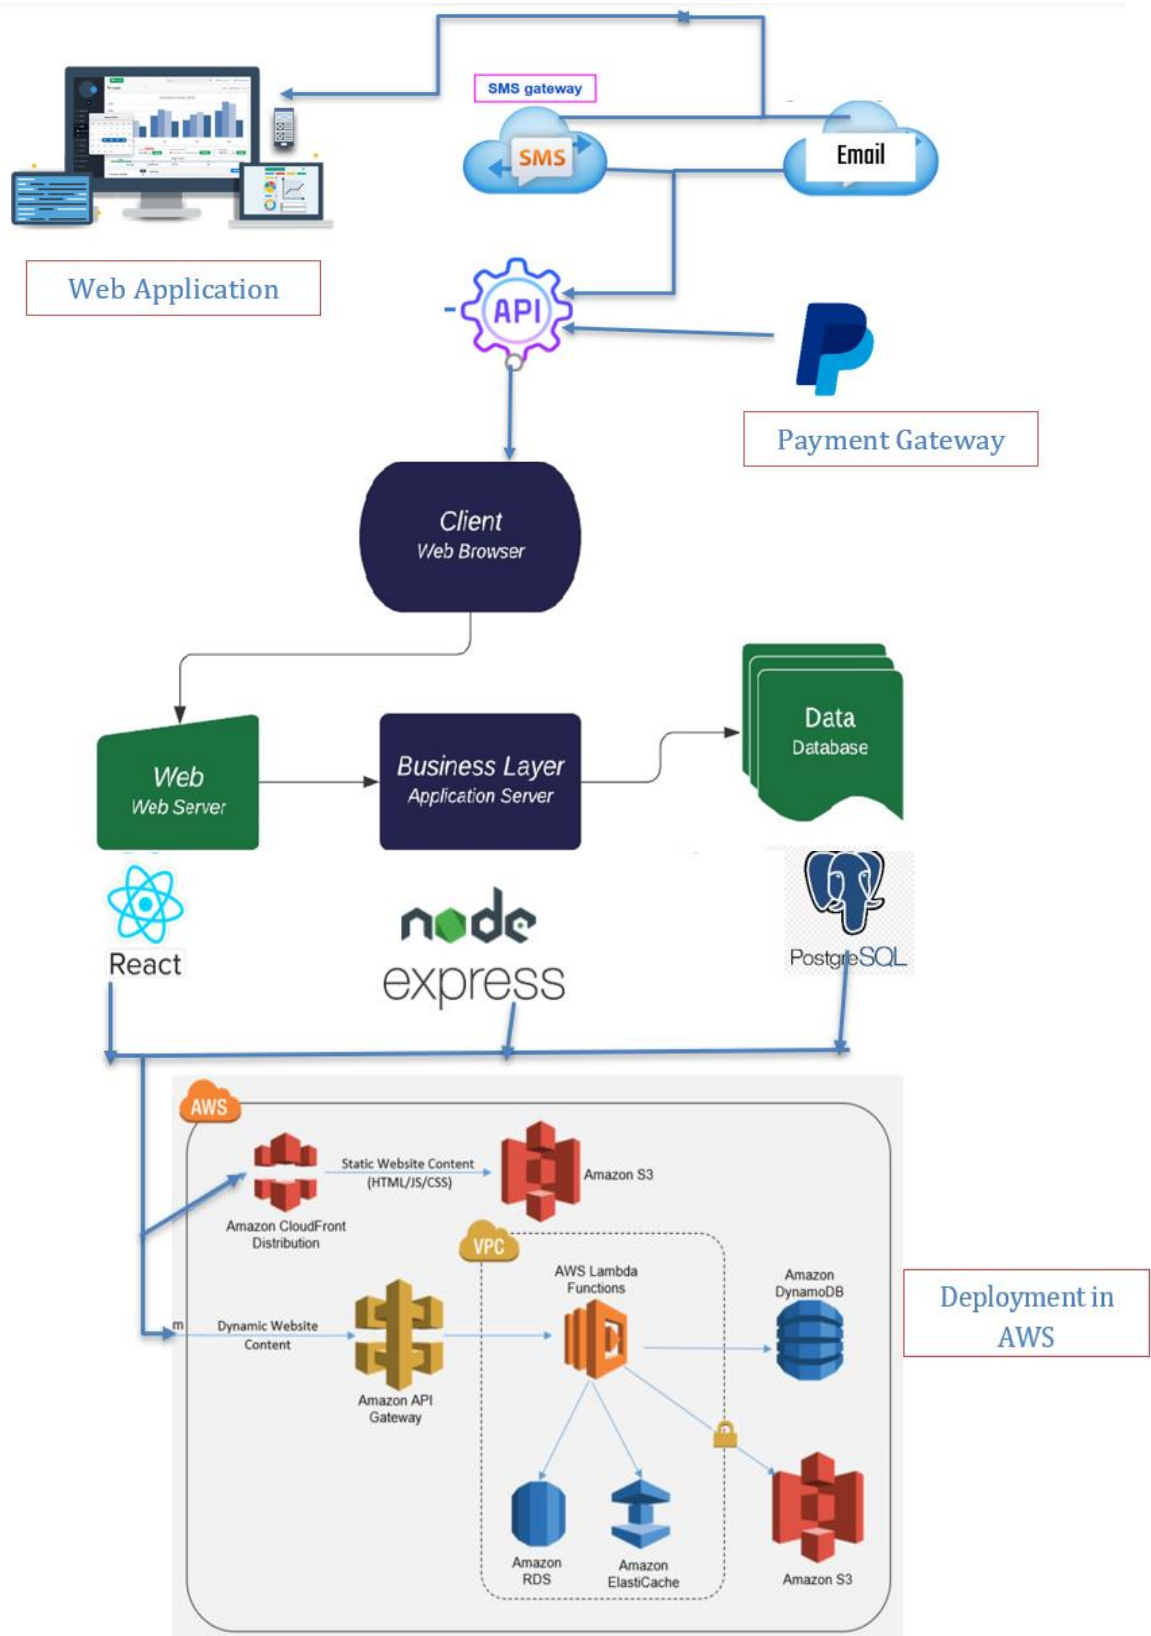 SMS gateway
SMS
Email
Web Application
API
Payment Gateway
Client
Web Browser
Web
Web Server
Business Layer
Application Server
Data
Database
React
node
express
PostgreSQL
AWS
Static Website Content
(HTML/JS/CSS)
Amazon S3
Amazon CloudFront
Distribution
VPC
AWS Lambda
Functions
Amazon
DynamoDB
Deployment in
AWS
m
Dynamic Website
Content
Amazon API
Gateway
Amazon
RDS
Amazon
ElastiCache
Amazon S3